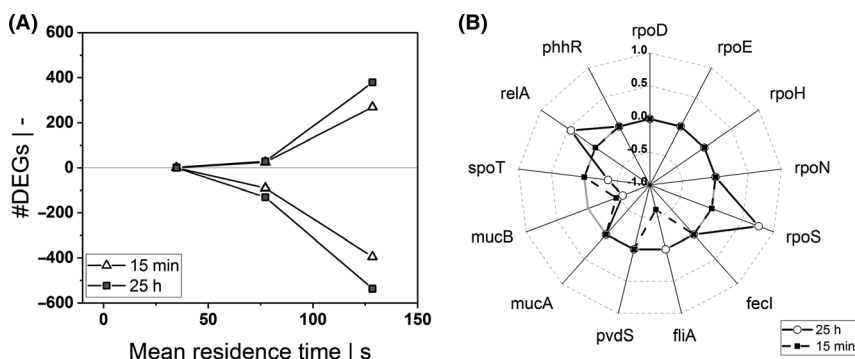 (A)
600
400
200
0
−200
−400
−600
#DEGs | -
15 min
25 h
0
50
100
150
Mean residence time | s
(B)
rpoD
rpoE
rpoH
rpoN
rpoS
fecI
fliA
pvdS
mucA
mucB
spoT
relA
phhR
1.0
0.5
0.0
-0.5
-1.0
25 h
15 min